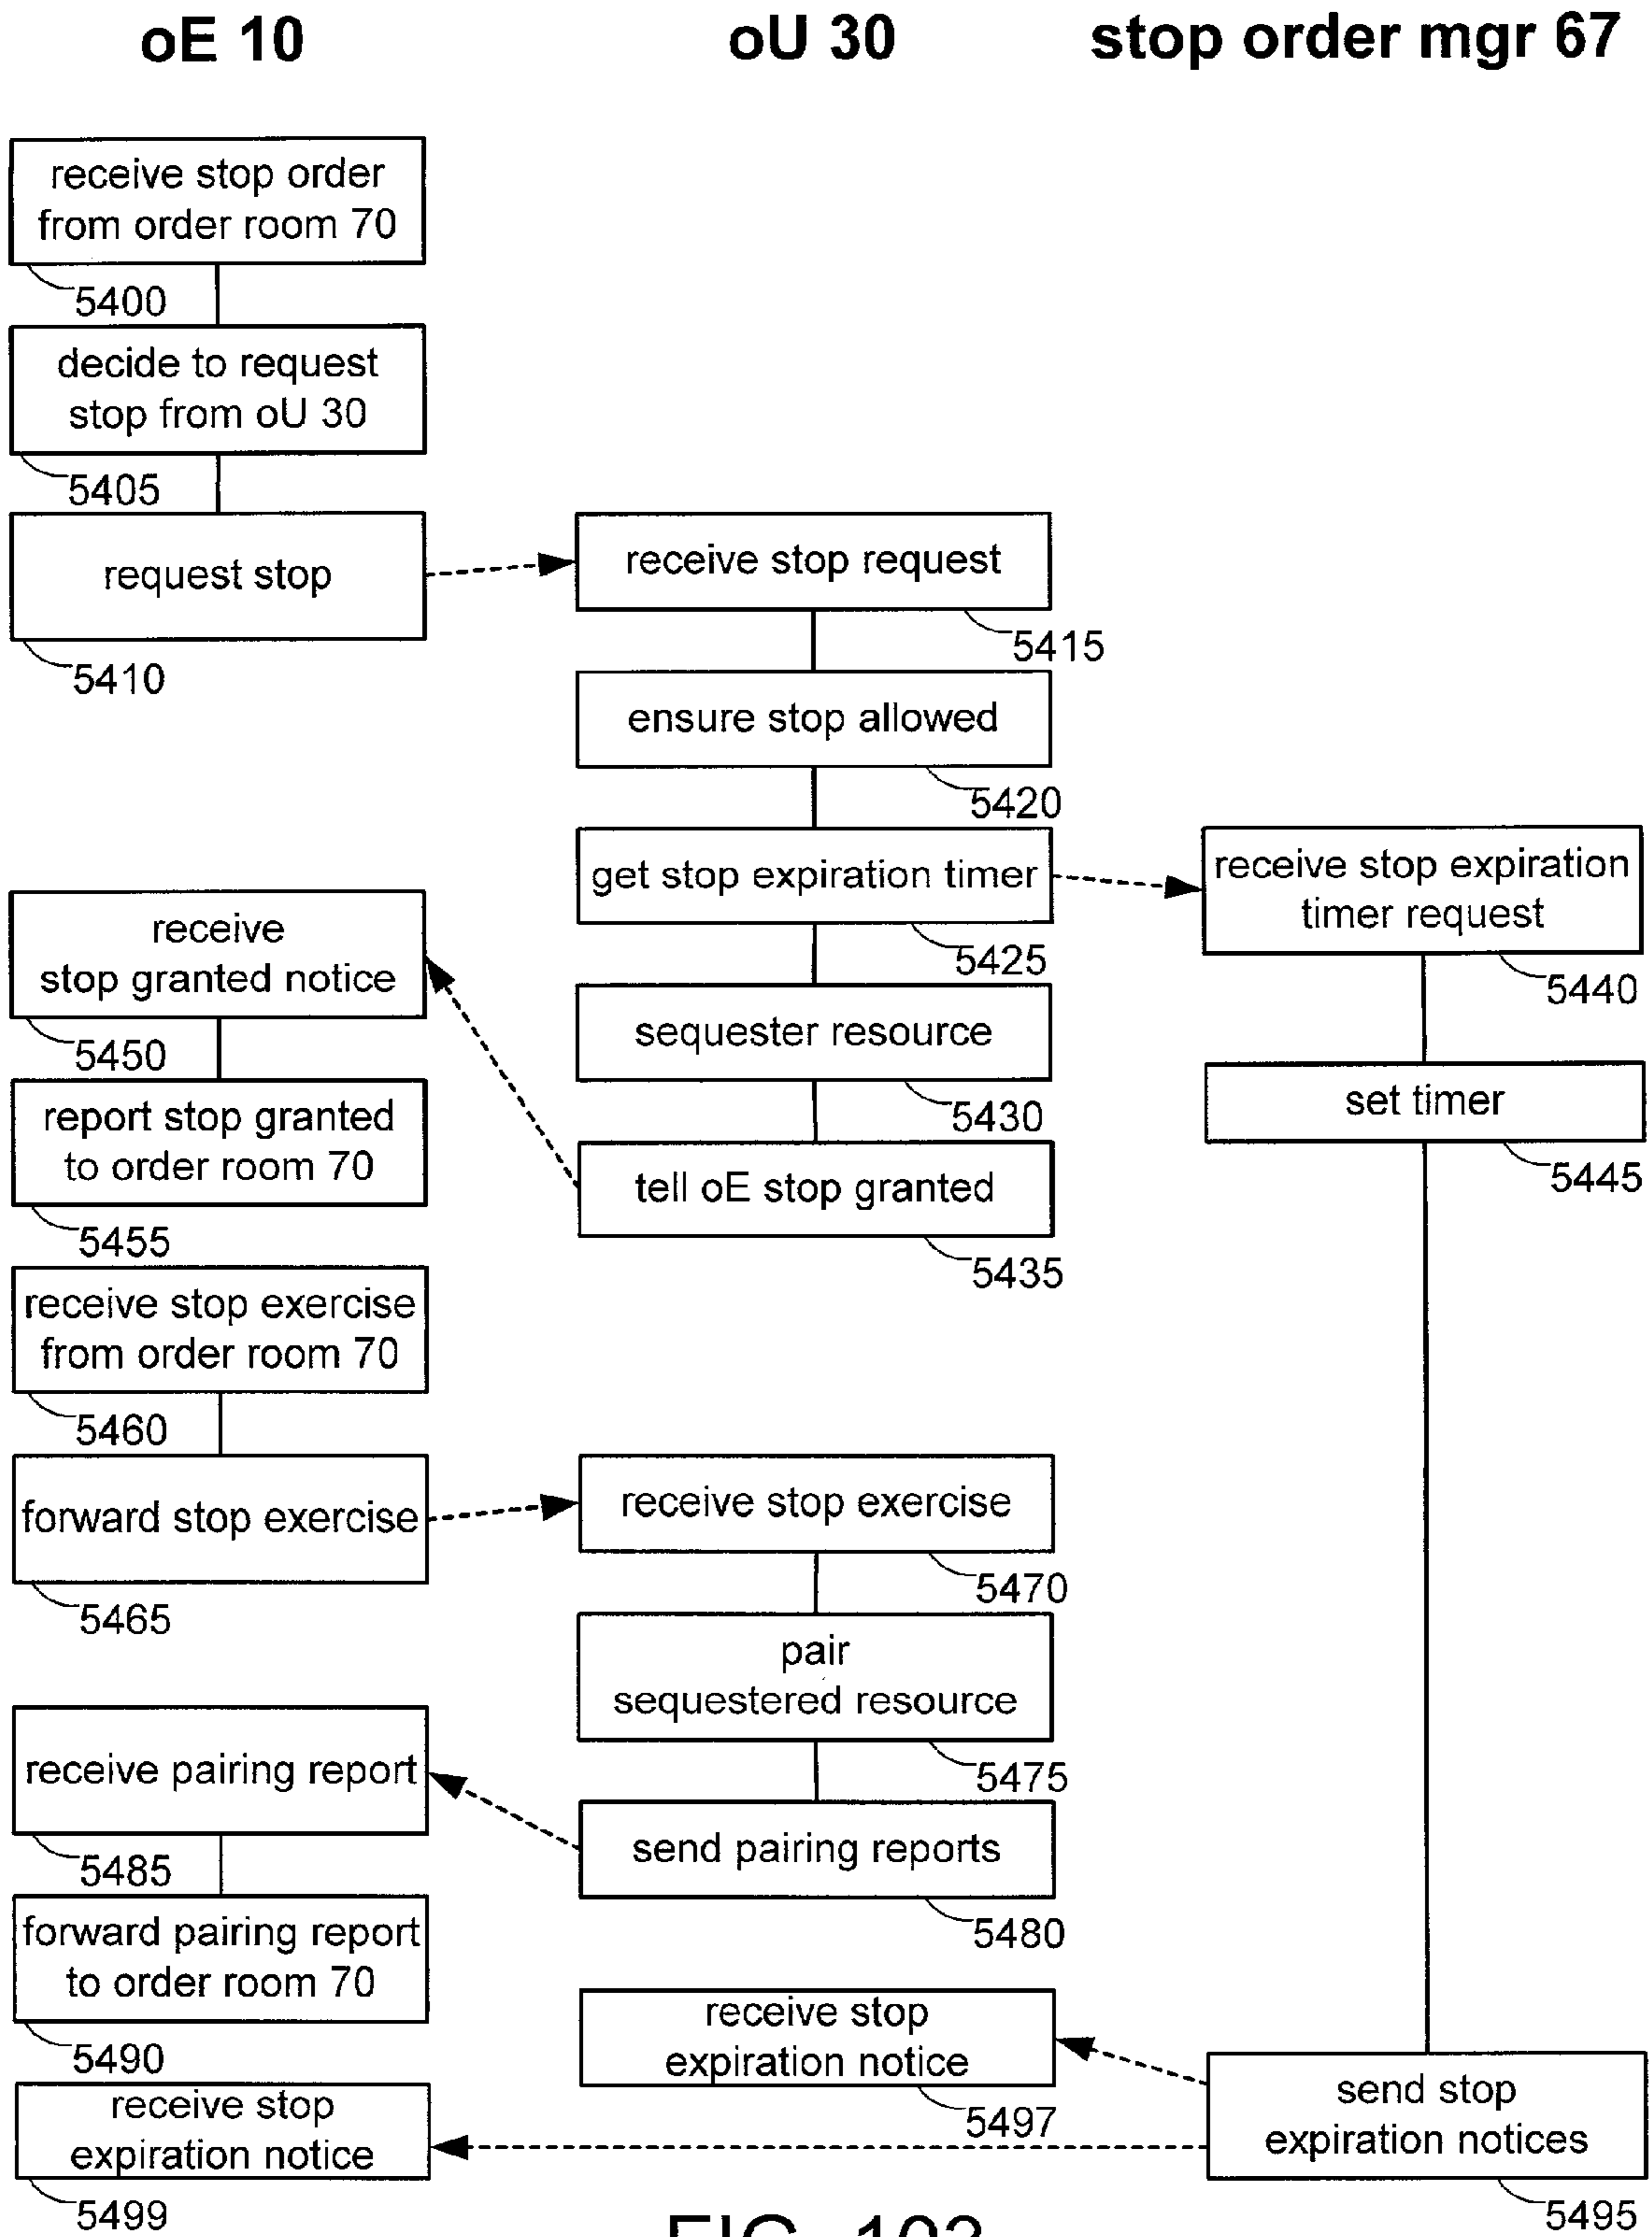 oE 10
oU 30
stop order mgr 67
receive stop order
from order room 70
5400
decide to request
stop from oU 30
5405
request stop
5410
receive stop request
5415
ensure stop allowed
5420
get stop expiration timer
5425
receive stop expiration
timer request
5440
receive
stop granted notice
5450
sequester resource
5430
set timer
5445
report stop granted
to order room 70
5455
tell oE stop granted
5435
receive stop exercise
from order room 70
5460
forward stop exercise
5465
receive stop exercise
5470
pair
sequestered resource
5475
receive pairing report
5485
send pairing reports
5480
forward pairing report
to order room 70
5490
receive stop
expiration notice
5497
send stop
expiration notices
5495
receive stop
expiration notice
5499